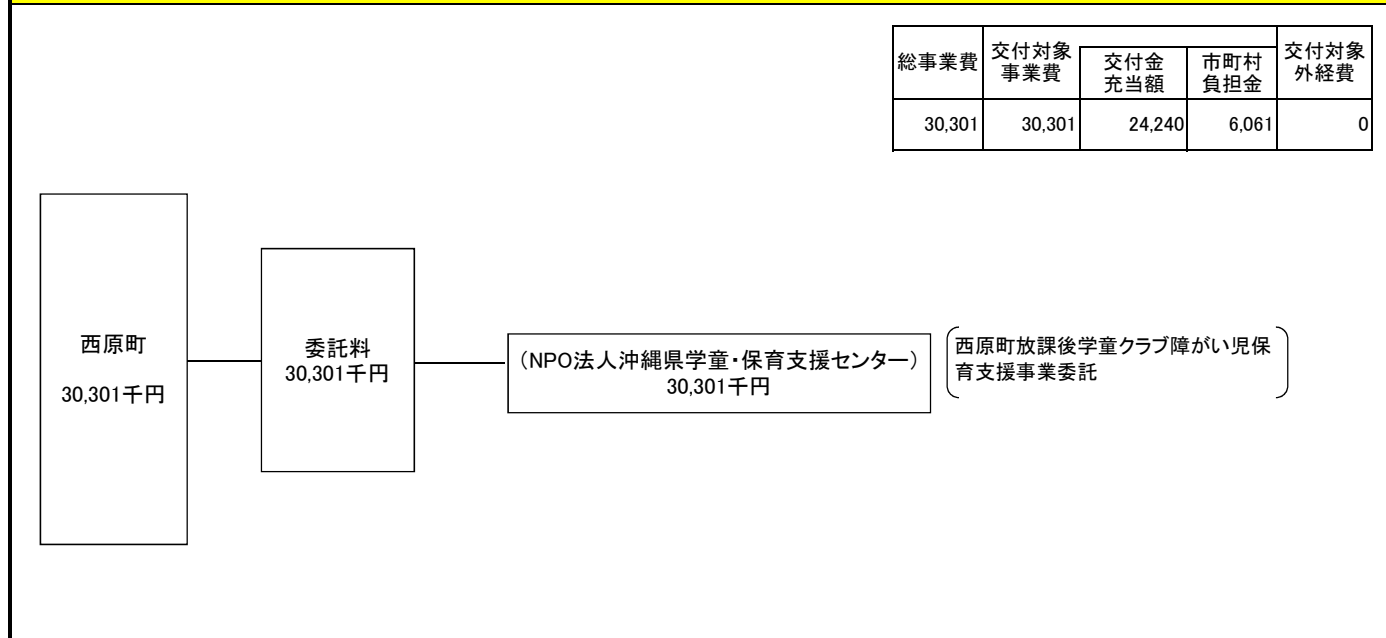 総事業費 交付対象 事業費 交付金 充当額 市町村 負担金 交付対象 外経費
30,301 30,301 24,240 6,061 0
西原町
30,301千円
委託料
30,301千円
（NPO法人沖縄県学童・保育支援センター）
30,301千円
西原町放課後学童クラブ障がい児保
育支援事業委託